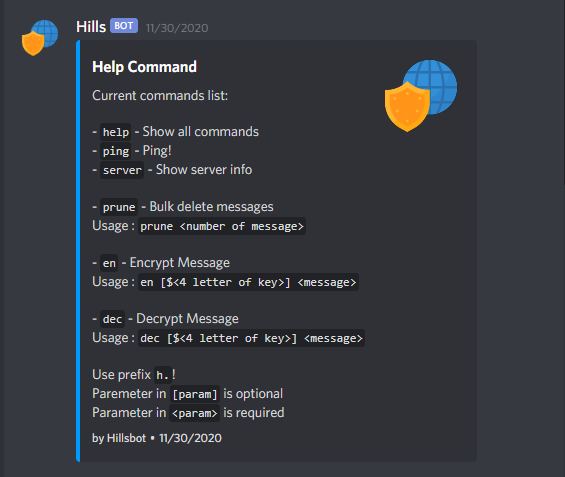 Hills BOT 11/30/2020
Help Command
Current commands list:
- help - Show all commands
- ping - Ping!
- server - Show server info
- prune - Bulk delete messages
Usage : prune <number of message>
- en - Encrypt Message
Usage : en [$<4 letter of key>] <message>
- dec - Decrypt Message
Usage : dec [$<4 letter of key>] <message>
Use prefix h. !
Paremeter in [param] is optional
Parameter in <param> is required
by Hillsbot • 11/30/2020